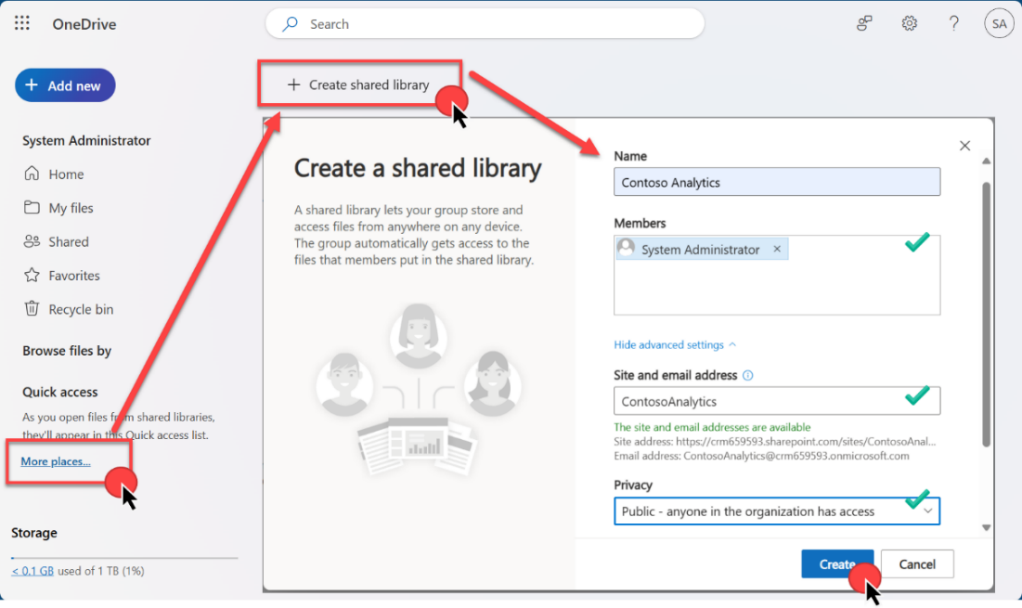 OneDrive
Search
SA
Add new
Create shared library
System Administrator
Home
My files
Shared
Favorites
Recycle bin
Browse files by
Quick access
As you open files from shared libraries,
they'll appear in this Quick access list.
More places...
Storage
< 0.1 GB used of 1 TB (1%)
Create a shared library
A shared library lets your group store and
access files from anywhere on any device.
The group automatically gets access to the
files that members put in the shared library.
Name
Contoso Analytics
Members
System Administrator
Hide advanced settings
Site and email address
ContosoAnalytics
The site and email addresses are available
Site address: https://crm659593.sharepoint.com/sites/ContosoAnal...
Email address: ContosoAnalytics@crm659593.onmicrosoft.com
Privacy
Public - anyone in the organization has access
Create
Cancel